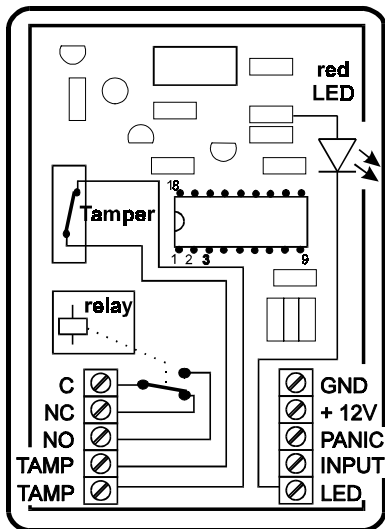 red
LED
18
Tamper
1 2 3 9
relay
C
NC
NO
TAMP
TAMP
GND
+ 12V
PANIC
INPUT
LED